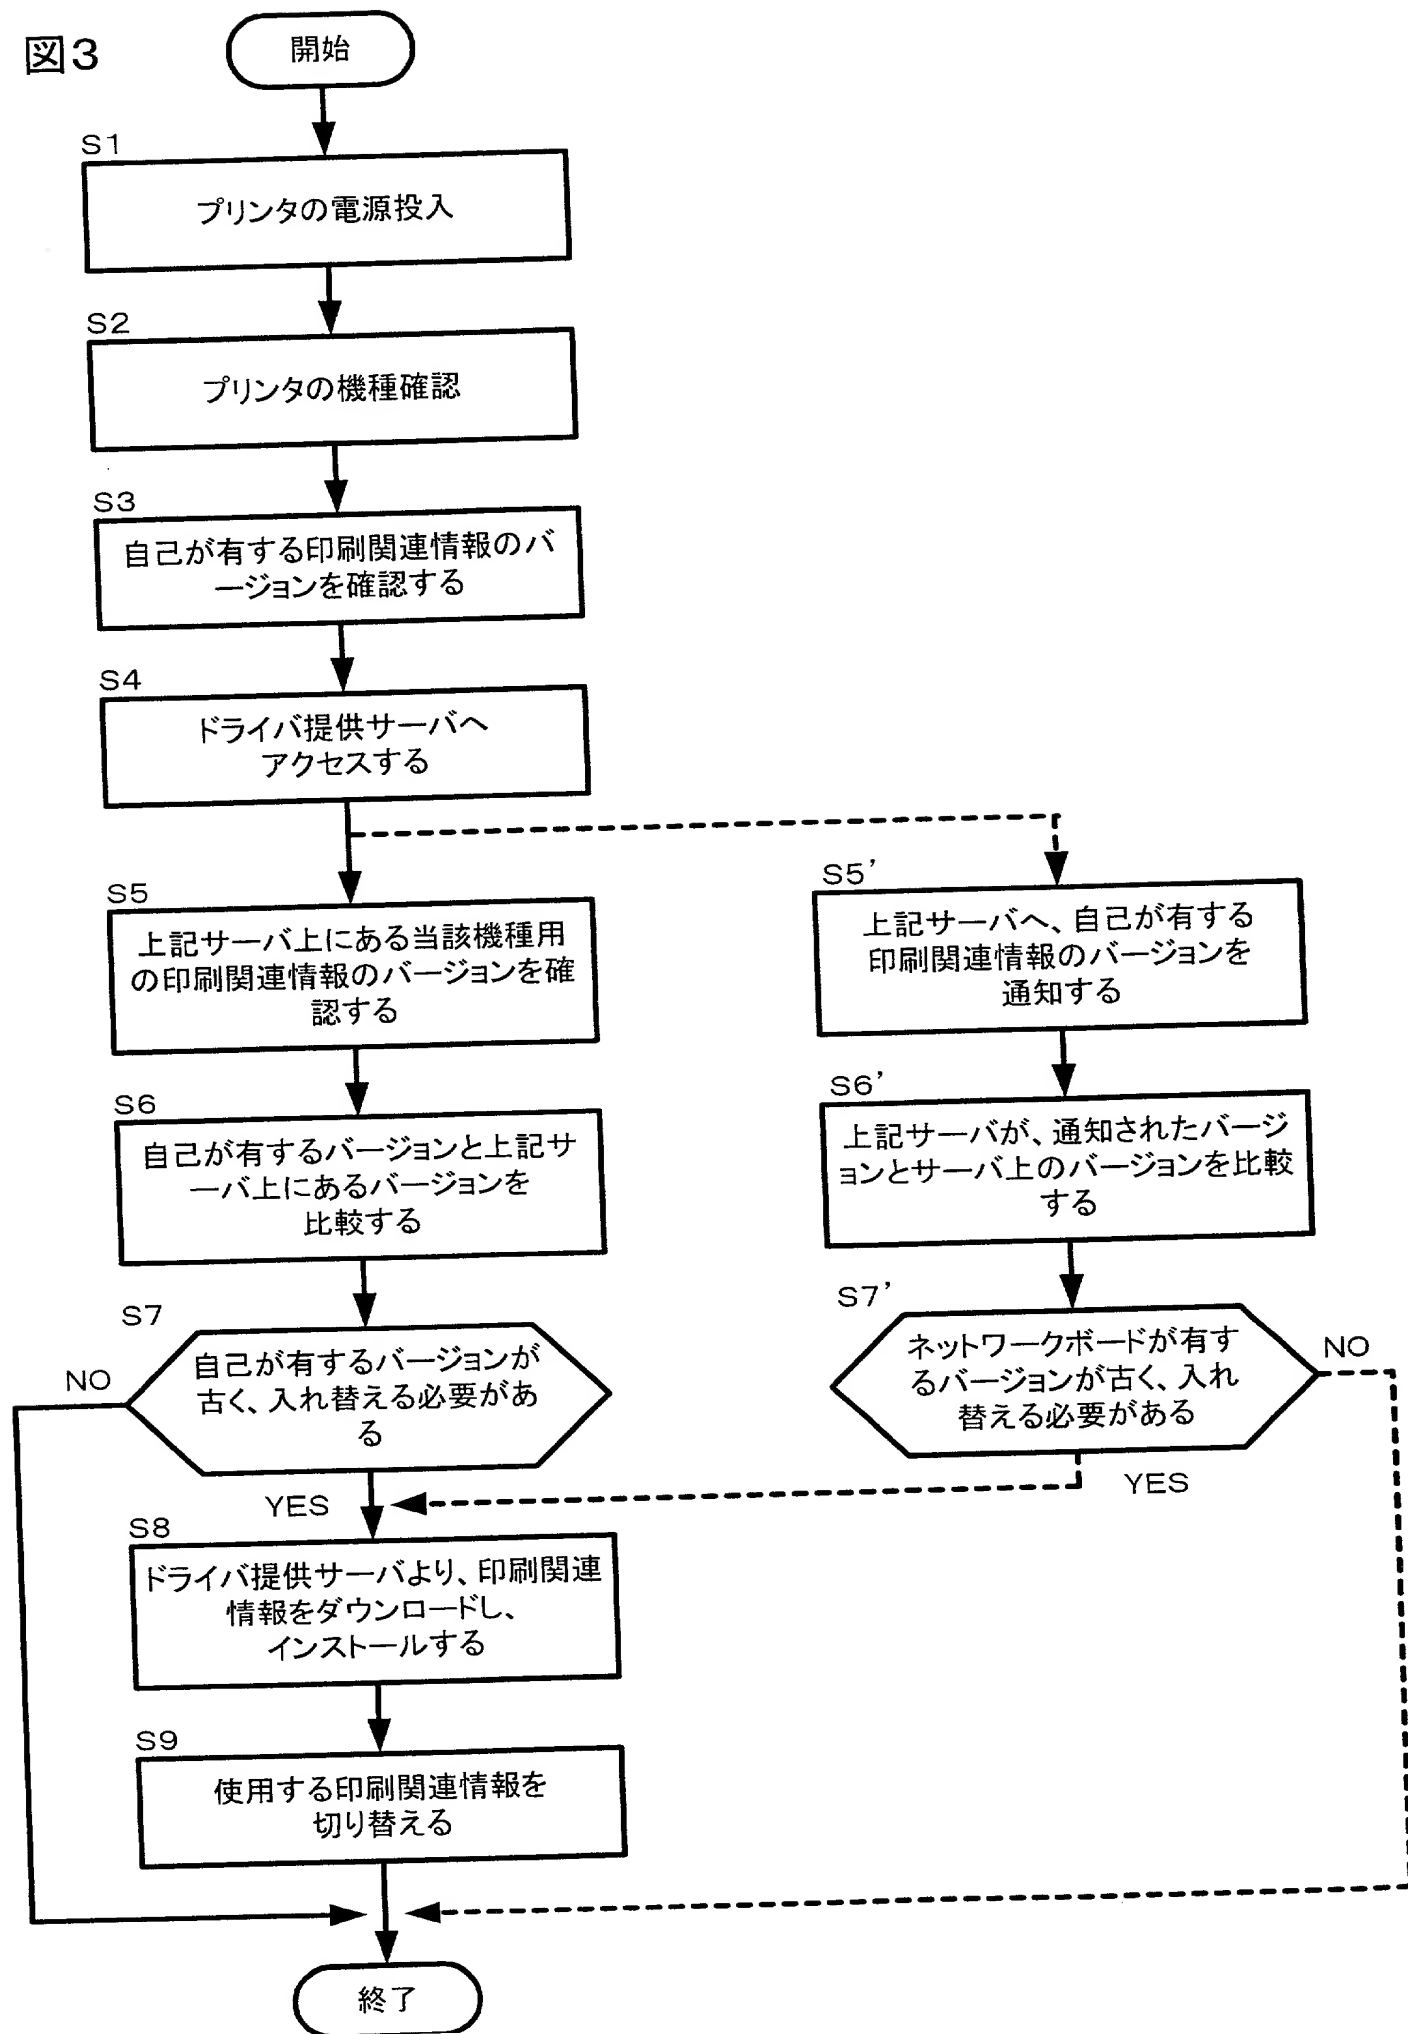 図3
開始
S1
プリンタの電源投入
S2
プリンタの機種確認
S3
自己が有する印刷関連情報のバ
ージョンを確認する
S4
ドライバ提供サーバへ
アクセスする
S5
上記サーバ上にある当該機種用
の印刷関連情報のバージョンを確
認する
S5’
上記サーバへ、自己が有する
印刷関連情報のバージョンを
通知する
S6
自己が有するバージョンと上記サ
ーバ上にあるバージョンを
比較する
S6’
上記サーバが、通知されたバージ
ョンとサーバ上のバージョンを比較
する
S7
NO
自己が有するバージョンが
古く、入れ替える必要があ
る
YES
S7’
ネットワークボードが有す
るバージョンが古く、入れ
替える必要がある
NO
YES
S8
ドライバ提供サーバより、印刷関連
情報をダウンロードし、
インストールする
S9
使用する印刷関連情報を
切り替える
終了